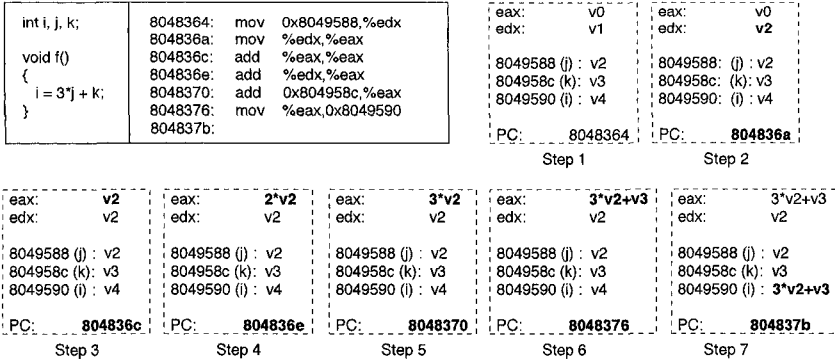 int i, j, k;
void f()
{
i = 3*j + k;
}
8048364: mov 0x8049588,%edx
804836a: mov %edx,%eax
804836c: add %eax,%eax
804836e: add %edx,%eax
8048370: add 0x804958c,%eax
8048376: mov %eax,0x8049590
804837b:
eax: v0
edx: v1
8049588 (j) : v2
804958c (k): v3
8049590 (i) : v4
PC: 8048364
Step 1
eax: v0
edx: v2
8049588: (j) : v2
804958c: (k): v3
8049590: (i) : v4
PC: 804836a
Step 2
eax: v2
edx: v2
8049588 (j) : v2
804958c (k): v3
8049590 (i) : v4
PC: 804836c
Step 3
eax: 2*v2
edx: v2
8049588 (j) : v2
804958c (k): v3
8049590 (i) : v4
PC: 804836e
Step 4
eax: 3*v2
edx: v2
8049588 (j) : v2
804958c (k): v3
8049590 (i) : v4
PC: 8048370
Step 5
eax: 3*v2+v3
edx: v2
8049588 (j) : v2
804958c (k): v3
8049590 (i) : v4
PC: 8048376
Step 6
eax: 3*v2+v3
edx: v2
8049588 (j) : v2
804958c (k): v3
8049590 (i) : 3*v2+v3
PC: 804837b
Step 7